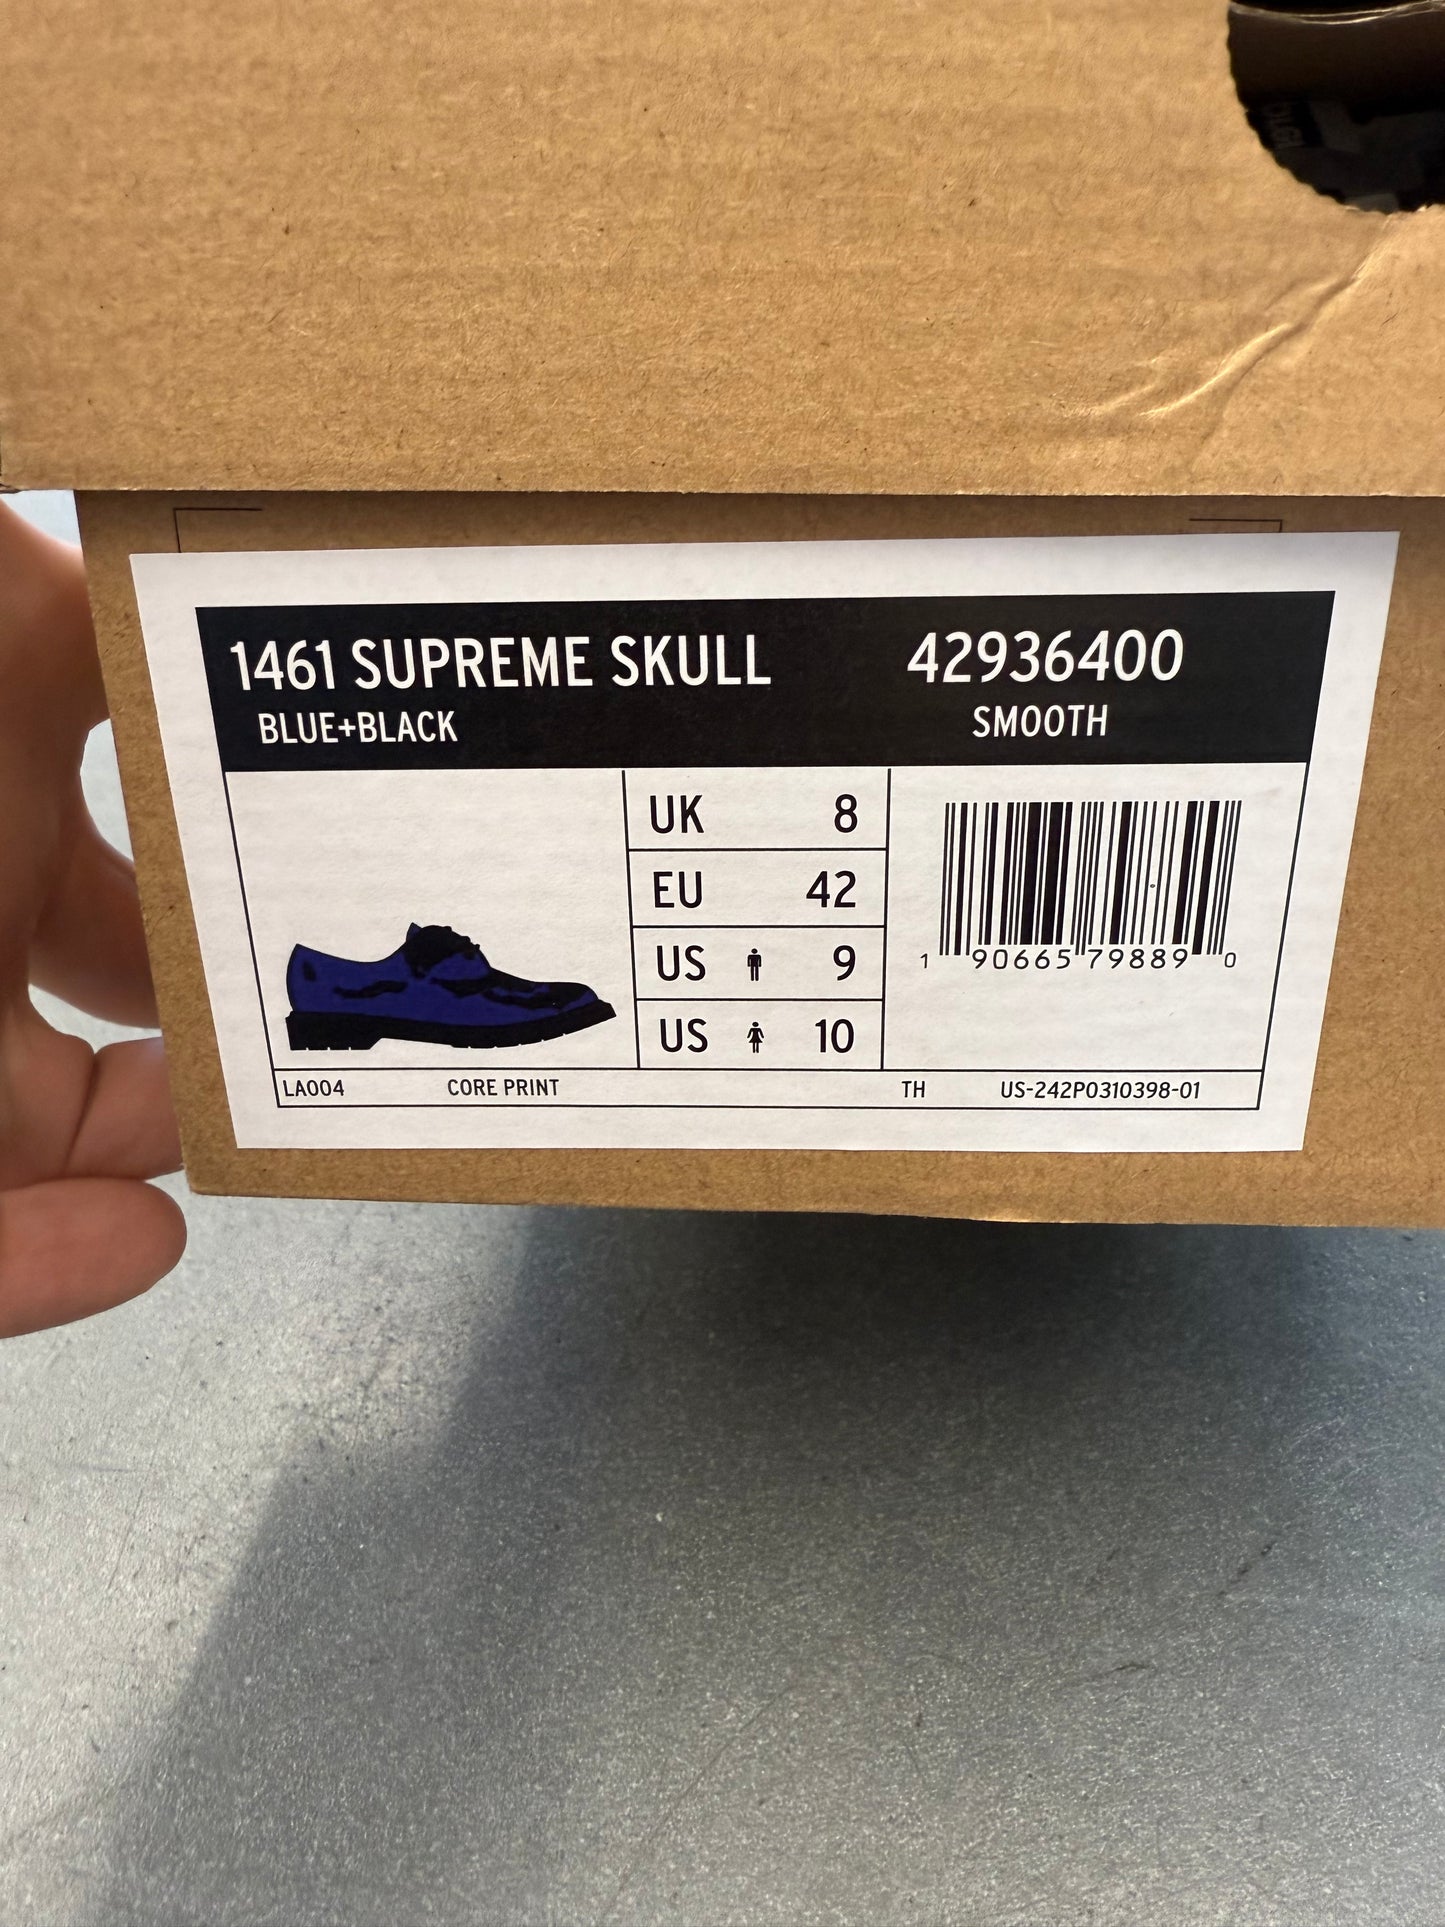 1461 SUPREME SKULL 42936400
BLUE+BLACK SMOOTH
UK 8
EU 42
US 9
US 10
1 90665 79889 0
LA004 CORE PRINT TH US-242P0310398-01